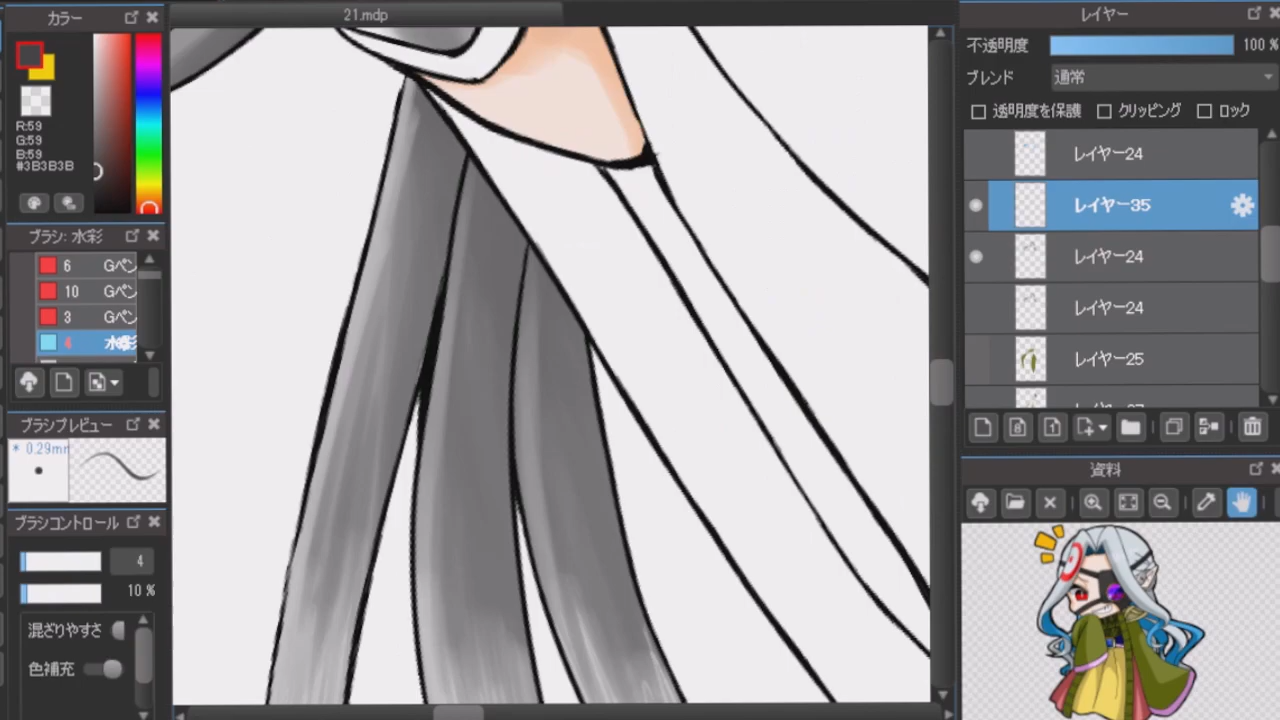 カラー
R:59
G:59
B:59
#3B3B3B
ブラシ: 水彩
6 Gペン
10 Gペン
3 Gペン
4 水彩
ブラシプレビュー
* 0.29mm
ブラシコントロール
4
10 %
混ざりやすさ
色補充
21.mdp
レイヤー
不透明度 100 %
ブレンド 通常
透明度を保護 クリッピング ロック
レイヤー24
レイヤー35
レイヤー24
レイヤー24
レイヤー25
資料